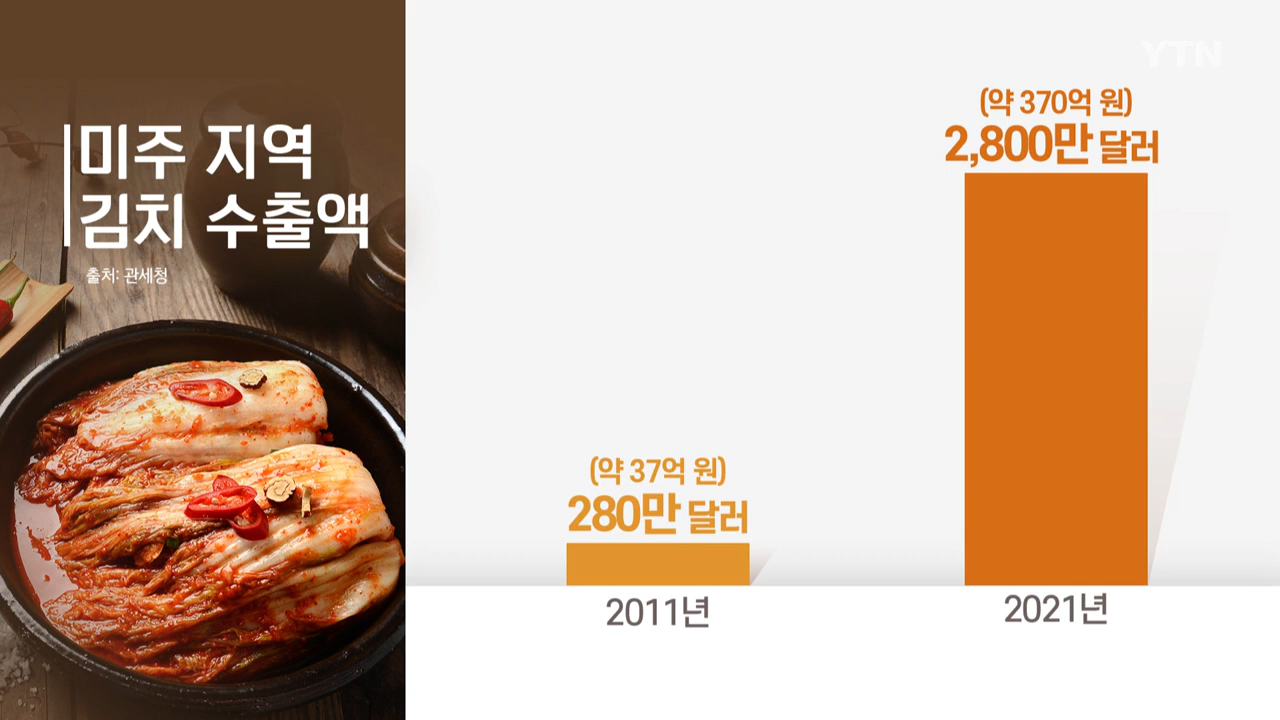 미주 지역
김치 수출액
출처: 관세청
YTN
(약 370억 원)
2,800만 달러
(약 37억 원)
280만 달러
2011년
2021년